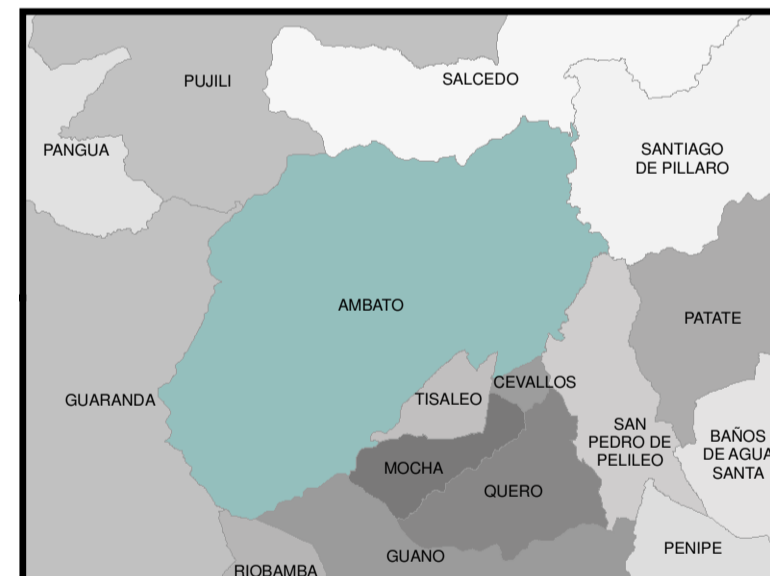 PUJILI
SALCEDO
PANGUA
SANTIAGO
DE PILLARO
AMBATO
PATATE
GUARANDA
TISALEO
CEVALLOS
SAN
PEDRO DE
PELILEO
BAÑOS
DE AGUA
SANTA
MOCHA
QUERO
GUANO
PENIPE
RIOBAMBA